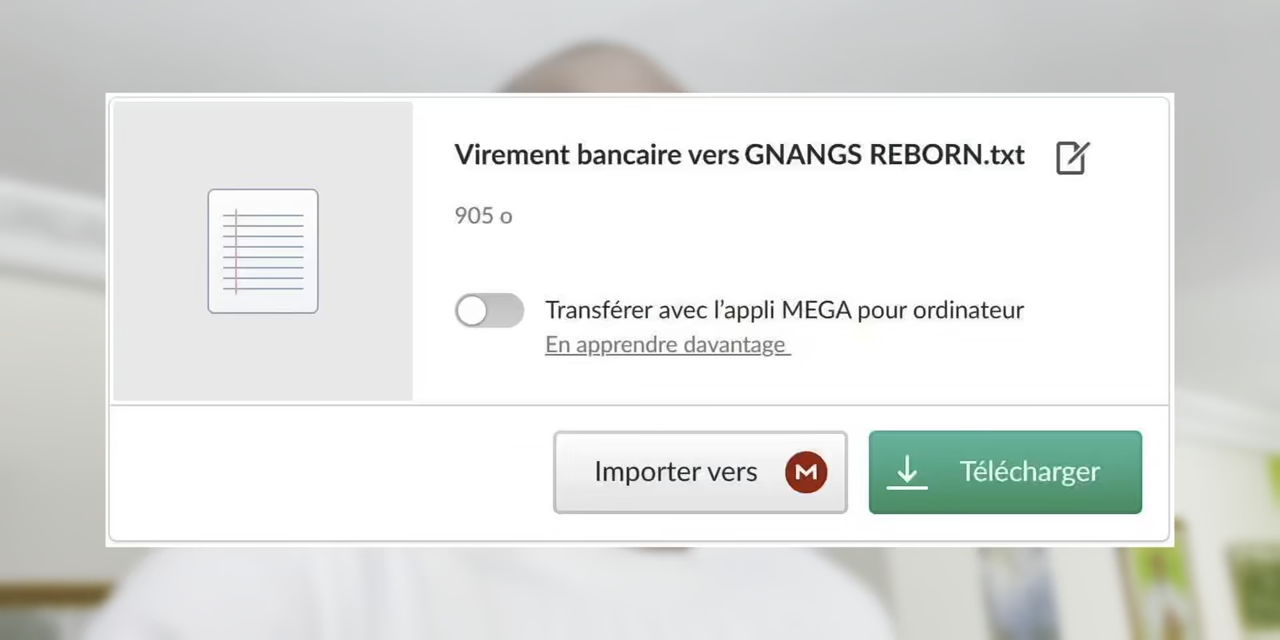 Virement bancaire vers GNANGS REBORN.txt
905 o
Transférer avec l’appli MEGA pour ordinateur
En apprendre davantage
Importer vers M
Télécharger